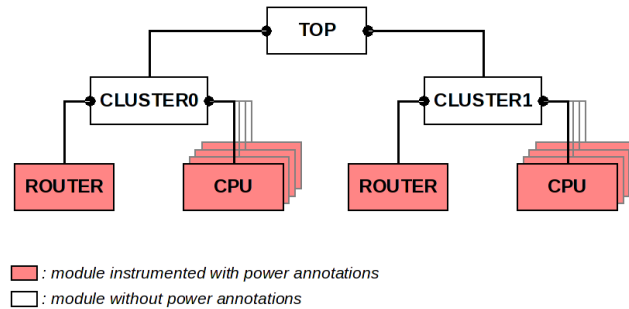 TOP
CLUSTER0
CLUSTER1
ROUTER
CPU
ROUTER
CPU
: module instrumented with power annotations
: module without power annotations